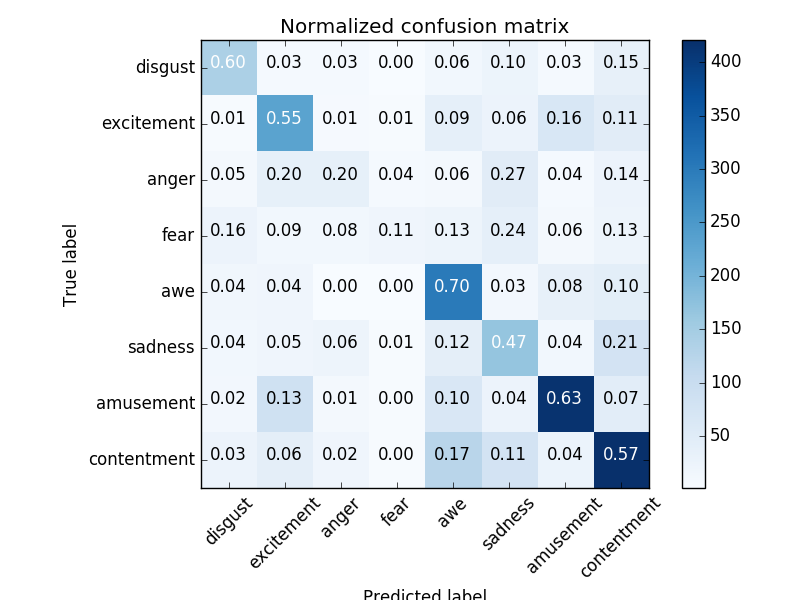 Normalized confusion matrix
disgust 0.60 0.03 0.03 0.00 0.06 0.10 0.03 0.15
excitement 0.01 0.55 0.01 0.01 0.09 0.06 0.16 0.11
anger 0.05 0.20 0.20 0.04 0.06 0.27 0.04 0.14
fear 0.16 0.09 0.08 0.11 0.13 0.24 0.06 0.13
awe 0.04 0.04 0.00 0.00 0.70 0.03 0.08 0.10
sadness 0.04 0.05 0.06 0.01 0.12 0.47 0.04 0.21
amusement 0.02 0.13 0.01 0.00 0.10 0.04 0.63 0.07
contentment 0.03 0.06 0.02 0.00 0.17 0.11 0.04 0.57
disgust excitement anger fear awe sadness amusement contentment
True label
Predicted label
400
350
300
250
200
150
100
50